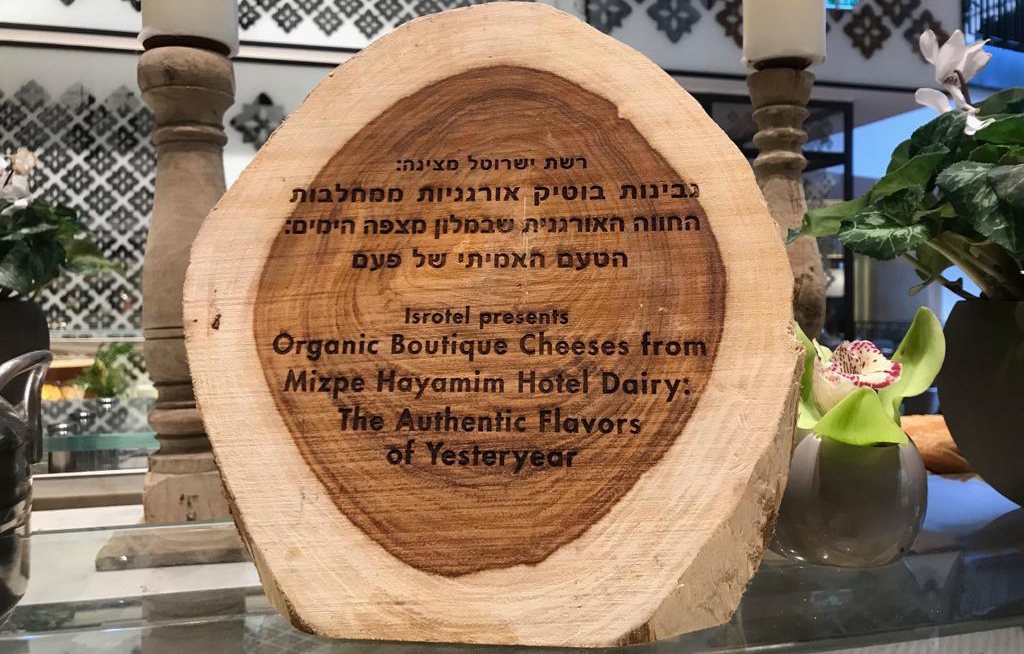 רשת ישרוטל מציגה:
גבינות בוטיק אורגניות ממחלבות
החווה האורגנית שבמלון מצפה הימים:
הטעם האמיתי של פעם
Isrotel presents
Organic Boutique Cheeses from
Mizpe Hayamim Hotel Dairy:
The Authentic Flavors
of Yesteryear